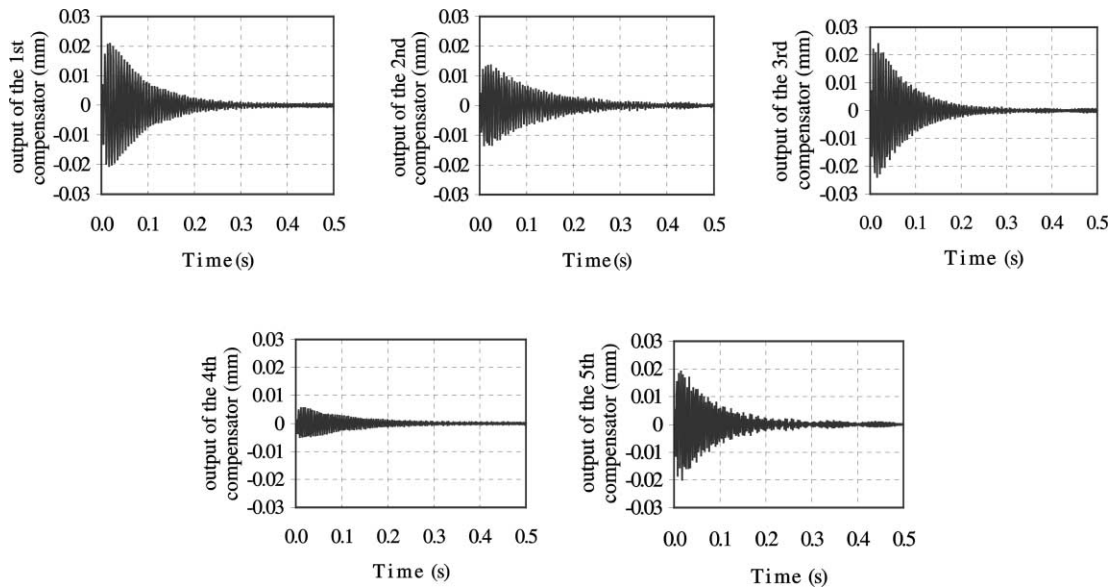 output of the 1st
compensator (mm)
0.03
0.02
0.01
0
-0.01
-0.02
-0.03
0.0 0.1 0.2 0.3 0.4 0.5
Time (s)
output of the 2nd
compensator (mm)
0.03
0.02
0.01
0
-0.01
-0.02
-0.03
0.0 0.1 0.2 0.3 0.4 0.5
Time (s)
output of the 3rd
compensator (mm)
0.03
0.02
0.01
0
-0.01
-0.02
-0.03
0.0 0.1 0.2 0.3 0.4 0.5
Time (s)
output of the 4th
compensator (mm)
0.03
0.02
0.01
0
-0.01
-0.02
-0.03
0.0 0.1 0.2 0.3 0.4 0.5
Time (s)
output of the 5th
compensator (mm)
0.03
0.02
0.01
0
-0.01
-0.02
-0.03
0.0 0.1 0.2 0.3 0.4 0.5
Time (s)